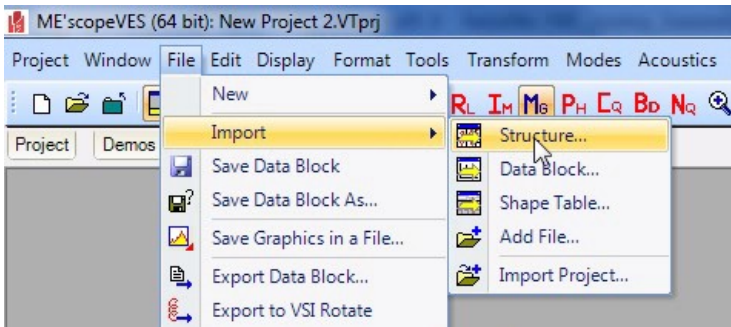 ME'scopeVES (64 bit): New Project 2.VTprj
Project Window File Edit Display Format Tools Transform Modes Acoustics
RL IM MG PH CQ BD NQ
Project Demos
New
Import
Save Data Block
Save Data Block As...
Save Graphics in a File...
Export Data Block...
Export to VSI Rotate
Structure...
Data Block...
Shape Table...
Add File...
Import Project...